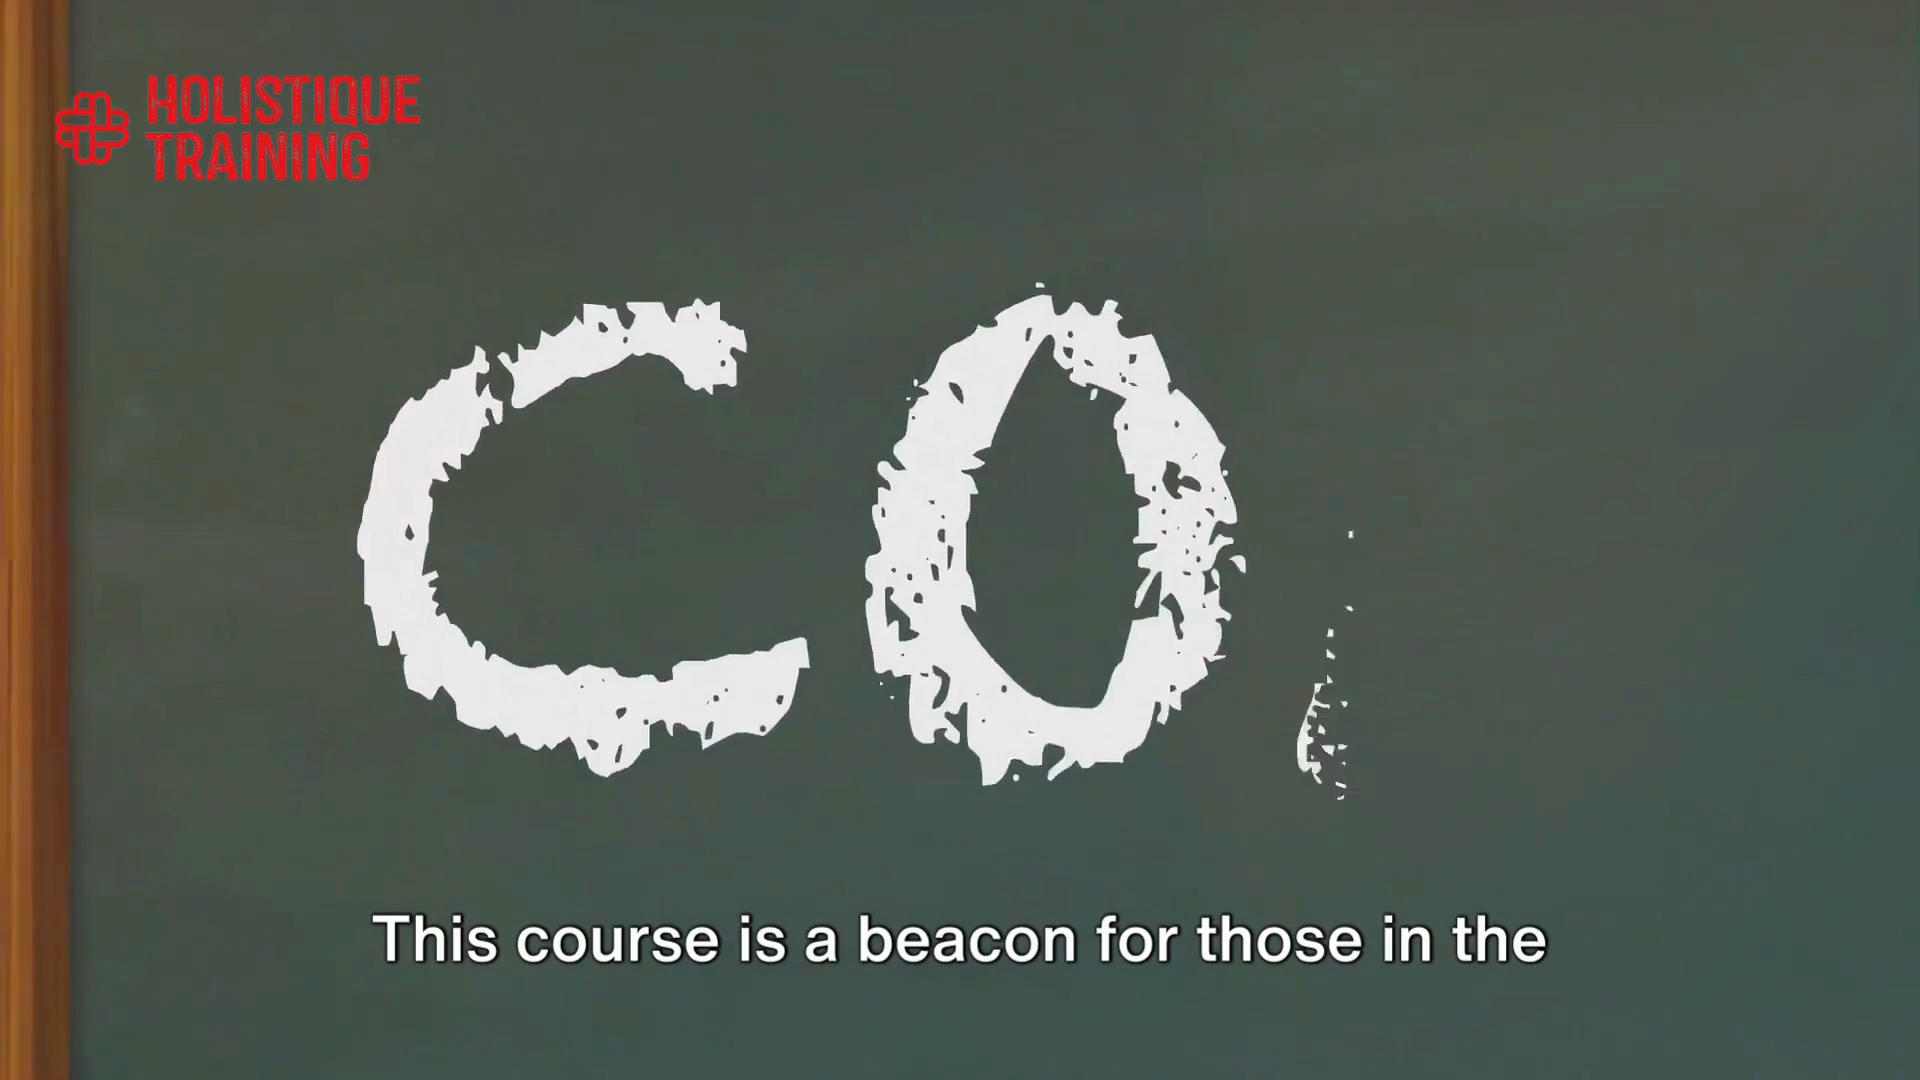 HOLISTIQUE
TRAINING
CO
This course is a beacon for those in the